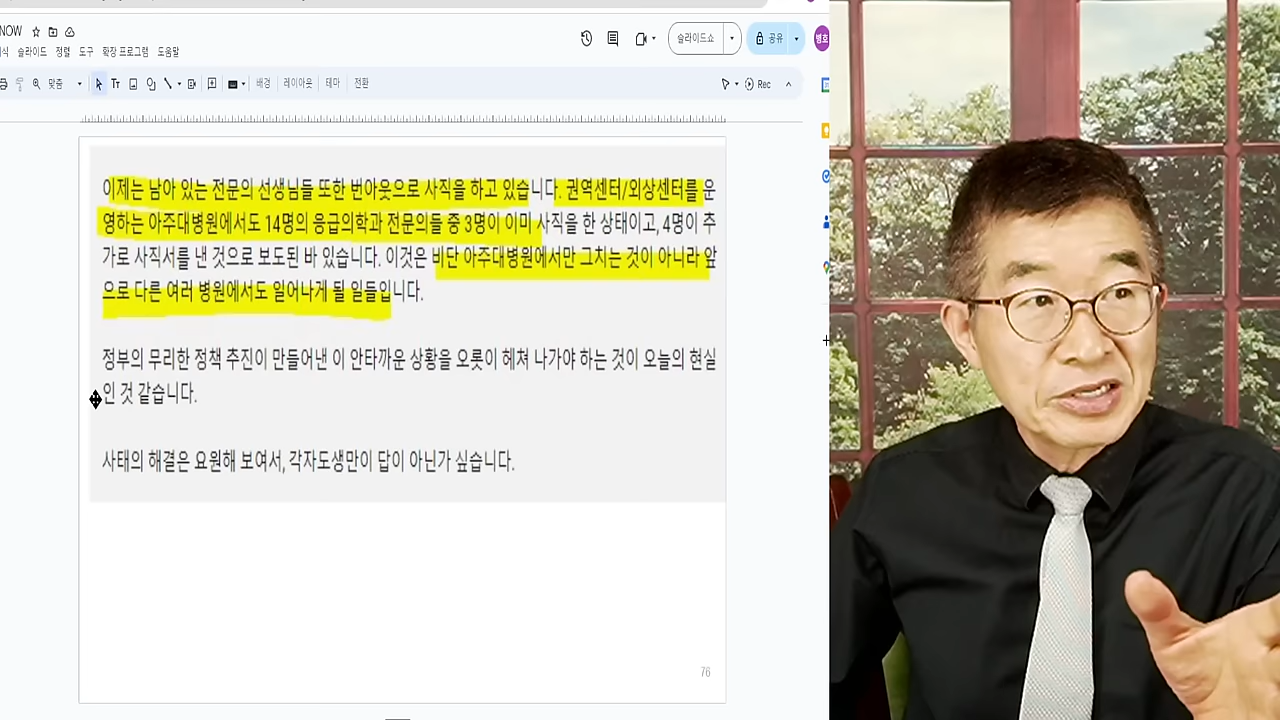 NOW
슬라이드 정렬 도구 확장 프로그램 도움말
슬라이드쇼
공유
병호
맞춤
Tт
배경 레이아웃 테마 전환
Rec
이제는 남아 있는 전문의 선생님들 또한 번아웃으로 사직을 하고 있습니다. 권역센터/외상센터를 운
영하는 아주대병원에서도 14명의 응급의학과 전문의들 중 3명이 이미 사직을 한 상태이고, 4명이 추
가로 사직서를 낸 것으로 보도된 바 있습니다. 이것은 비단 아주대병원에서만 그치는 것이 아니라 앞
으로 다른 여러 병원에서도 일어나게 될 일들입니다.
정부의 무리한 정책 추진이 만들어낸 이 안타까운 상황을 오롯이 헤쳐 나가야 하는 것이 오늘의 현실
인 것 같습니다.
사태의 해결은 요원해 보여서, 각자도생만이 답이 아닌가 싶습니다.
76